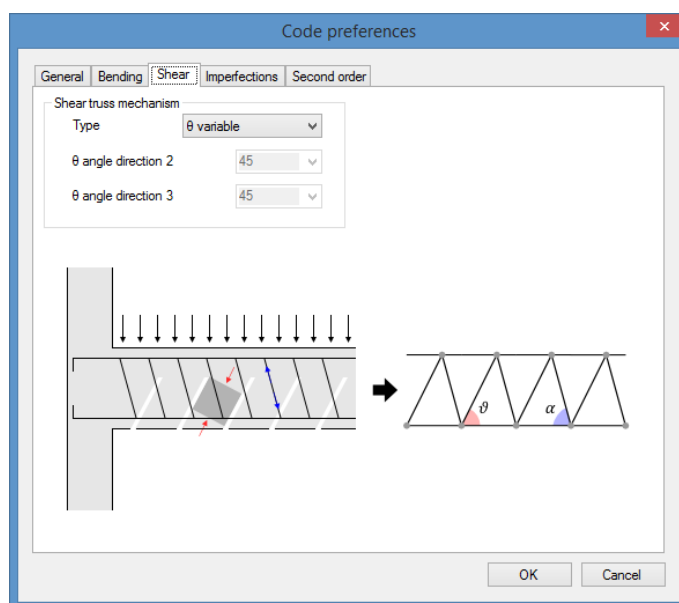 Code preferences
General Bending Shear Imperfections Second order
Shear truss mechanism
Type θ variable
θ angle direction 2 45
θ angle direction 3 45
ϑ α
OK Cancel